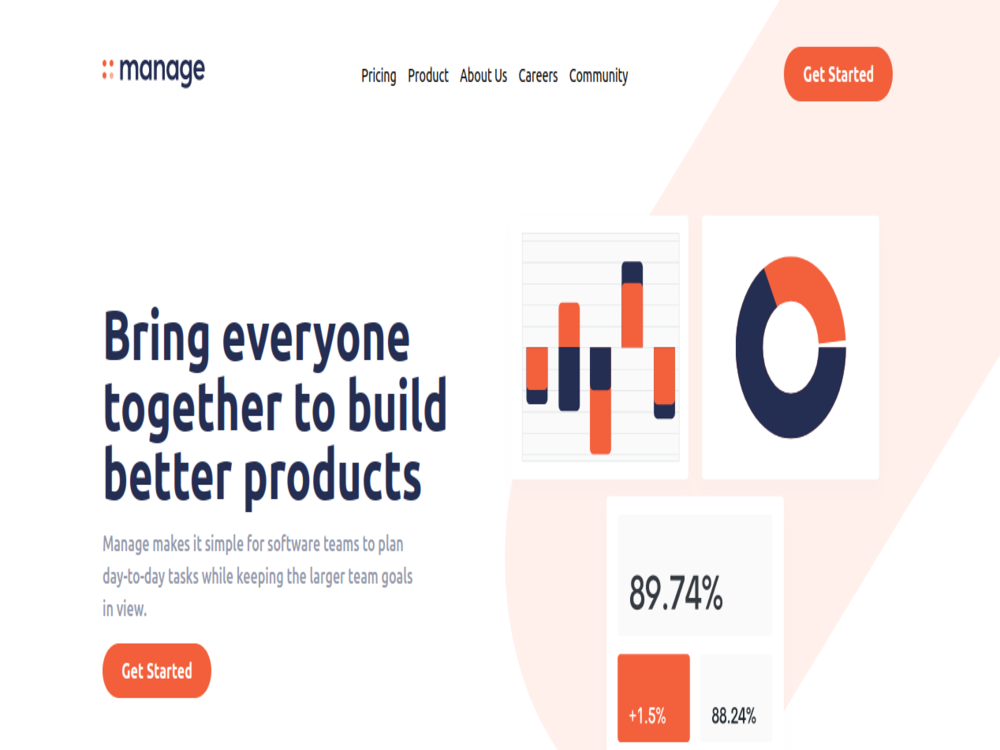 manage
Pricing Product About Us Careers Community
Get Started
Bring everyone
together to build
better products
Manage makes it simple for software teams to plan
day-to-day tasks while keeping the larger team goals
in view.
Get Started
89.74%
+1.5%
88.24%